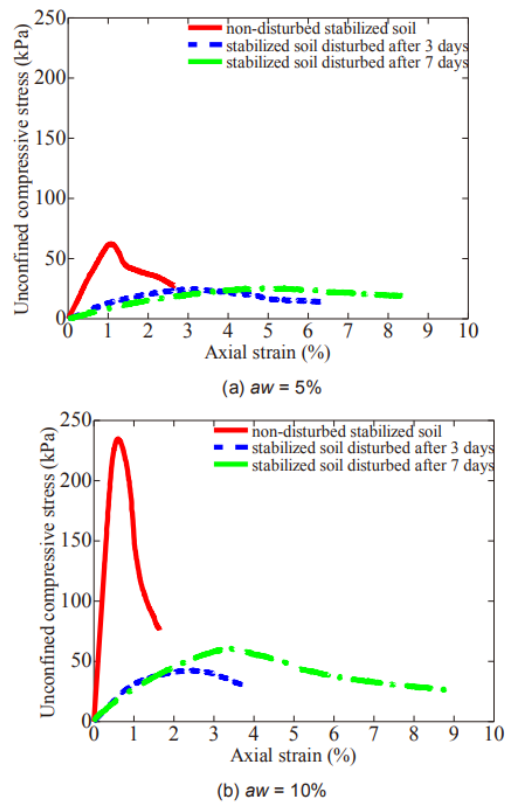 250
non-disturbed stabilized soil
stabilized soil disturbed after 3 days
stabilized soil disturbed after 7 days
200
150
100
50
0
Unconfined compressive stress (kPa)
0 1 2 3 4 5 6 7 8 9 10
Axial strain (%)
(a) aw = 5%
250
non-disturbed stabilized soil
stabilized soil disturbed after 3 days
stabilized soil disturbed after 7 days
200
150
100
50
0
Unconfined compressive stress (kPa)
0 1 2 3 4 5 6 7 8 9 10
Axial strain (%)
(b) aw = 10%